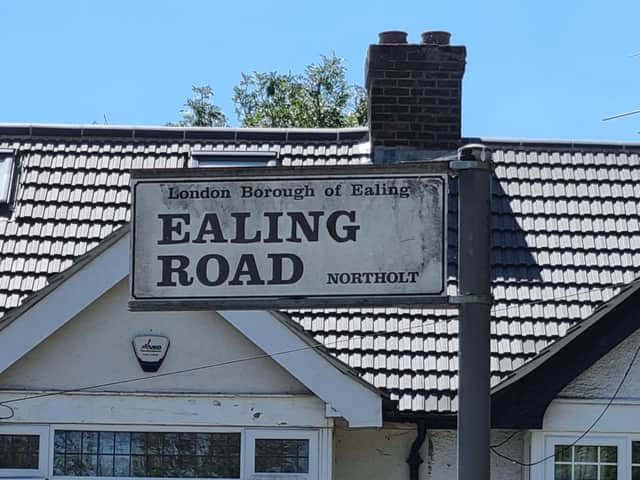 London Borough of Ealing
EALING
ROAD NORTHOLT